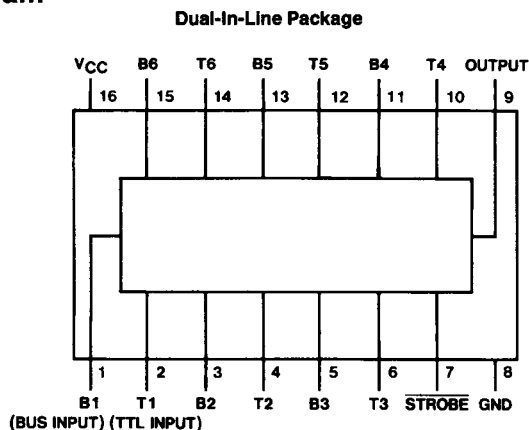 Dual-In-Line Package
VCC B6 T6 B5 T5 B4 T4 OUTPUT
16 15 14 13 12 11 10 9
1 2 3 4 5 6 7 8
B1 T1 B2 T2 B3 T3 STROBE GND
(BUS INPUT) (TTL INPUT)